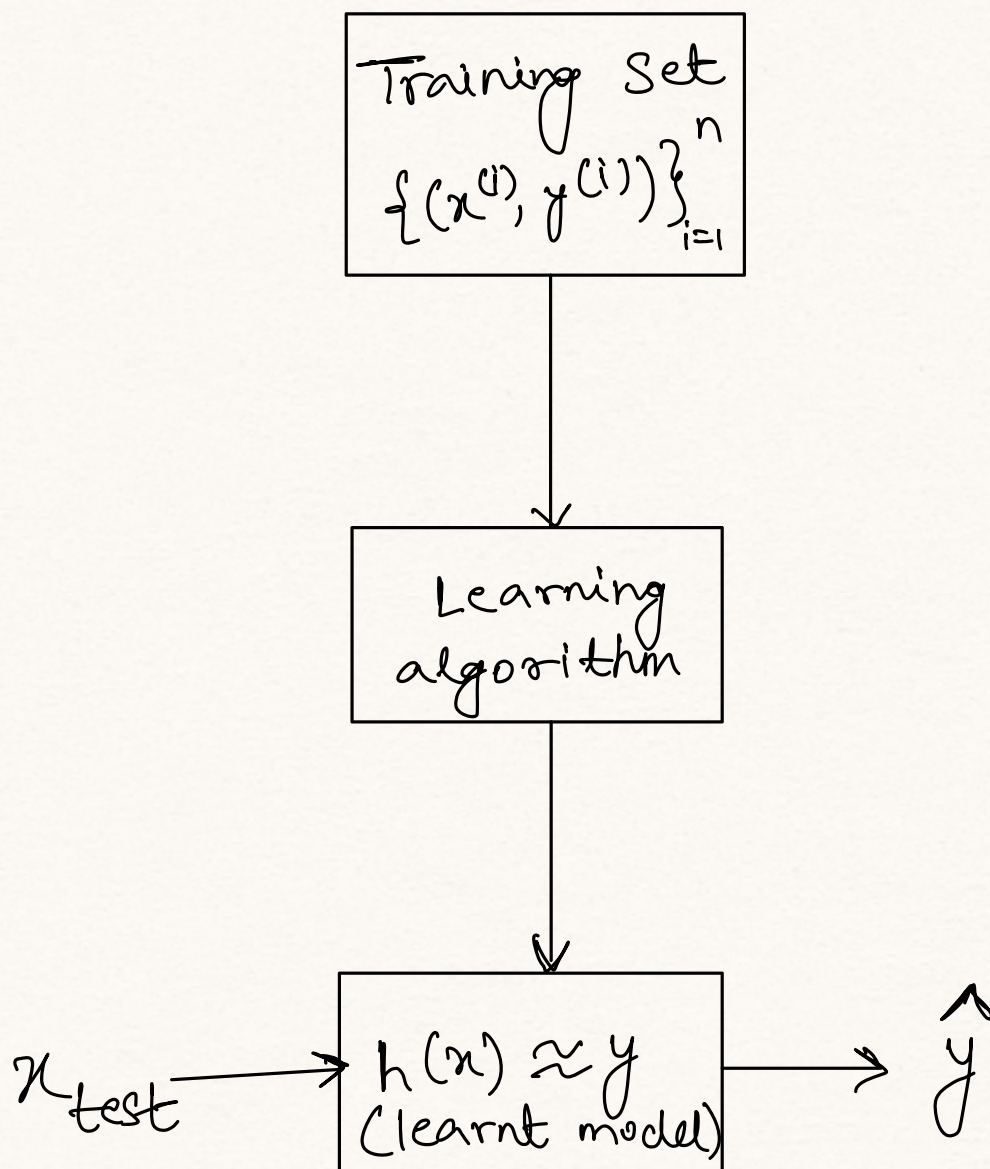 Training Set
{(x^(i), y^(i))}_{i=1}^n
Learning
algorithm
x_test
h(x) ≈ y
(learnt model)
ŷ